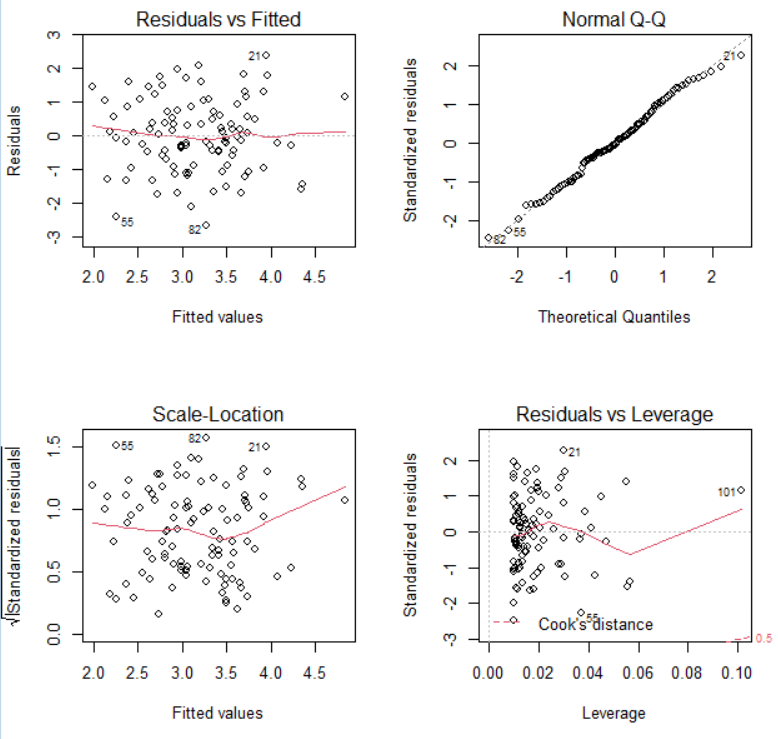 Residuals vs Fitted
Residuals
3
2
1
0
-1
-2
-3
21
55
82
2.0 2.5 3.0 3.5 4.0 4.5
Fitted values
Normal Q-Q
Standardized residuals
2
1
0
-1
-2
21
55
82
-2 -1 0 1 2
Theoretical Quantiles
Scale-Location
√|Standardized residuals|
1.5
1.0
0.5
0.0
55
82
21
2.0 2.5 3.0 3.5 4.0 4.5
Fitted values
Residuals vs Leverage
Standardized residuals
2
1
0
-1
-2
-3
21
101
55
Cook's distance
0.5
0.00 0.02 0.04 0.06 0.08 0.10
Leverage